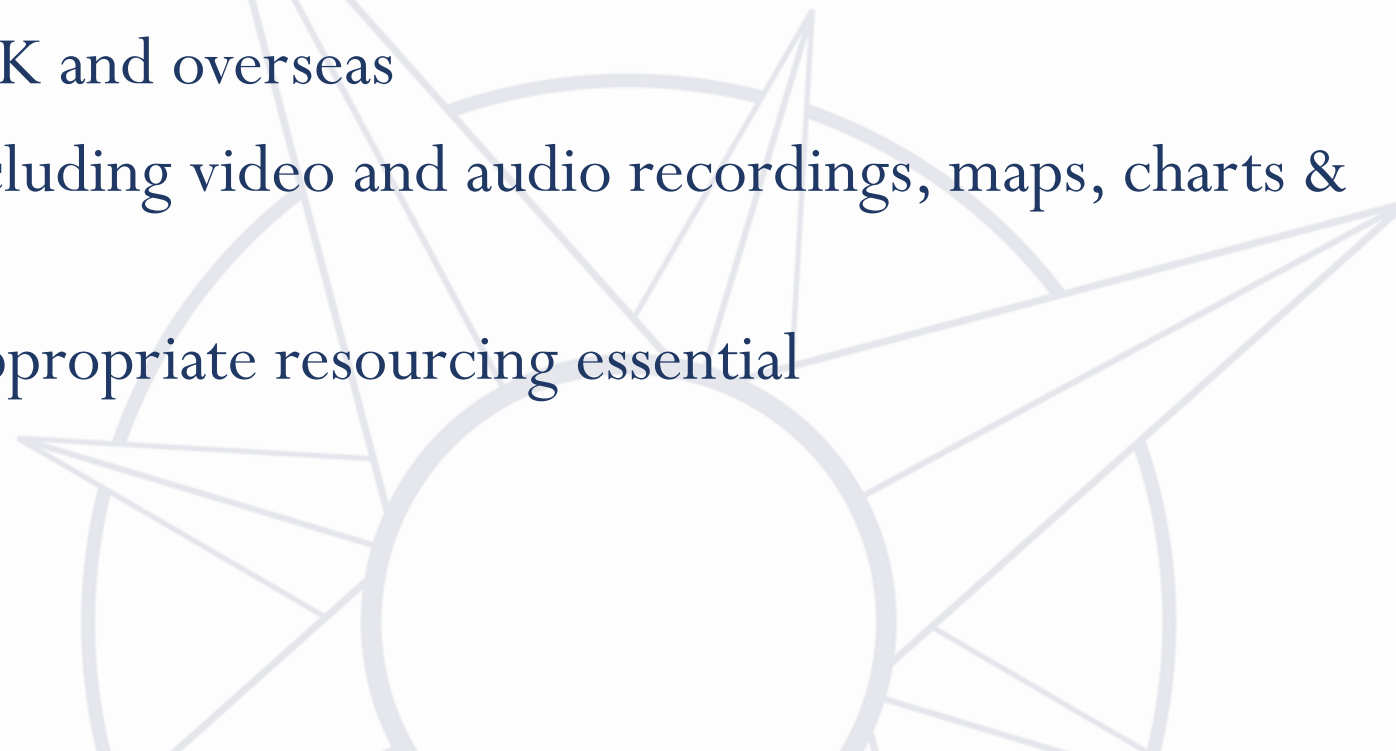 K and overseas
cluding video and audio recordings, maps, charts &
ppropriate resourcing essential